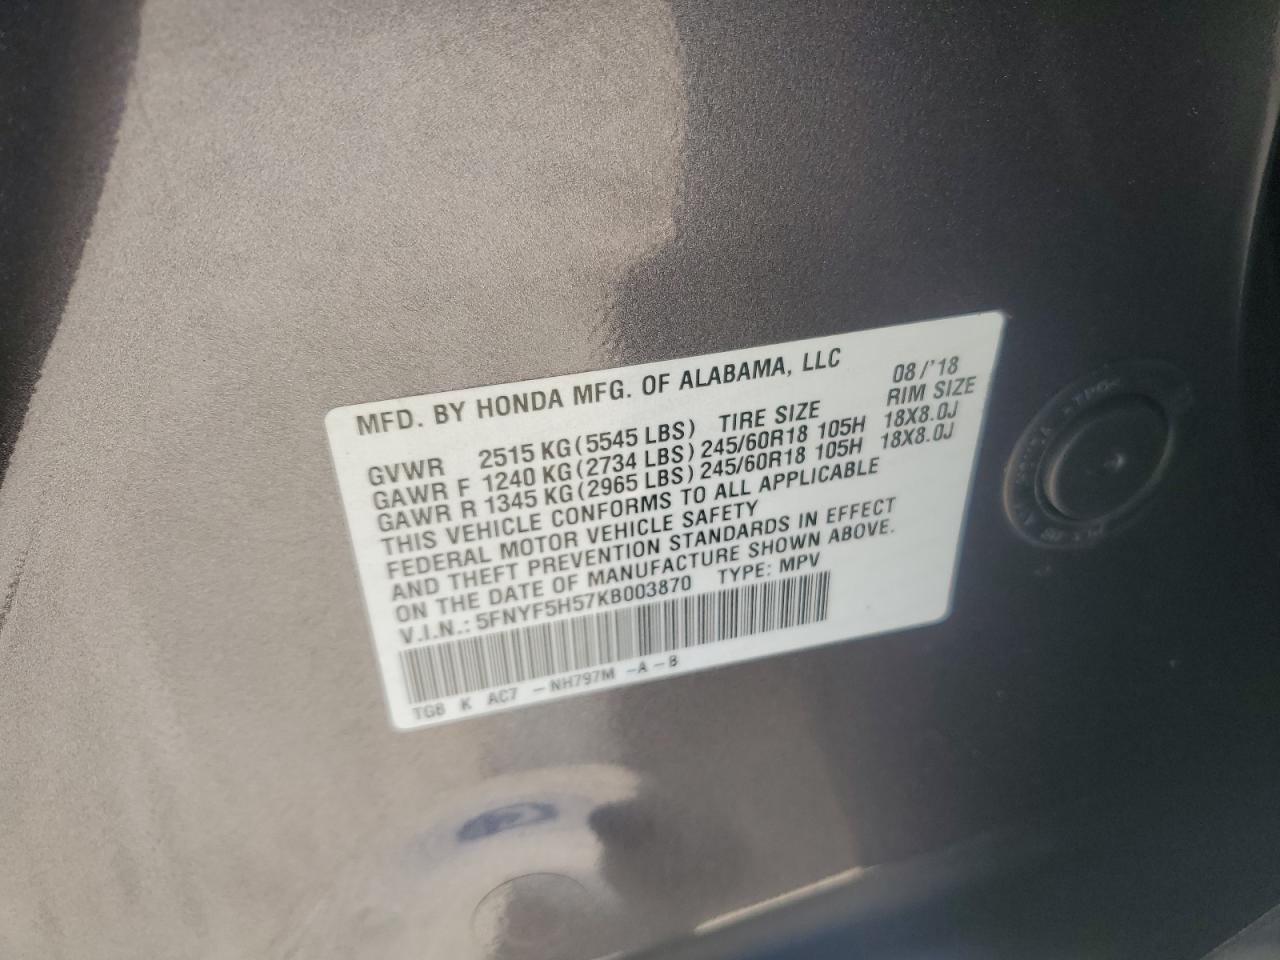 MFD. BY HONDA MFG. OF ALABAMA, LLC 08/'18
GVWR 2515 KG (5545 LBS) TIRE SIZE RIM SIZE
GAWR F 1240 KG (2734 LBS) 245/60R18 105H 18X8.0J
GAWR R 1345 KG (2965 LBS) 245/60R18 105H 18X8.0J
THIS VEHICLE CONFORMS TO ALL APPLICABLE
FEDERAL MOTOR VEHICLE SAFETY
AND THEFT PREVENTION STANDARDS IN EFFECT
ON THE DATE OF MANUFACTURE SHOWN ABOVE.
V.I.N.: 5FNYF5H57KB003870 TYPE: MPV
TG8 K AC7 -NH797M -A-B